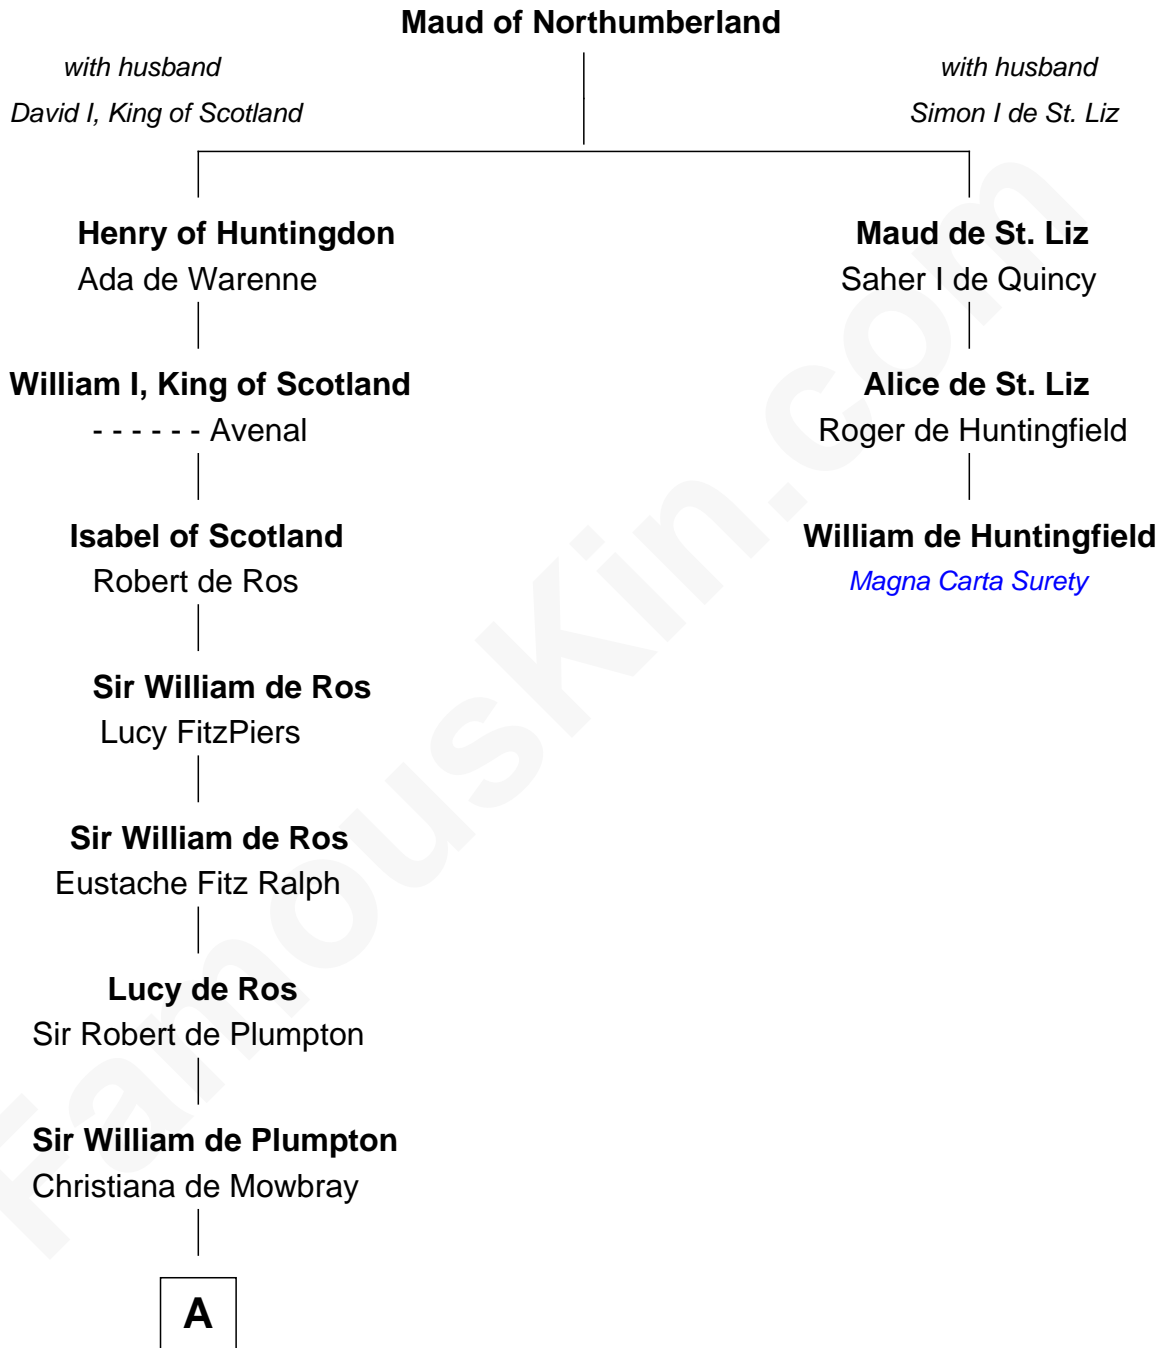 Maud of Northumberland
with husband
David I, King of Scotland
with husband
Simon I de St. Liz
Henry of Huntingdon
Ada de Warenne
Maud de St. Liz
Saher I de Quincy
William I, King of Scotland
- - - - - - Avenal
Alice de St. Liz
Roger de Huntingfield
Isabel of Scotland
Robert de Ros
William de Huntingfield
Magna Carta Surety
Sir William de Ros
Lucy FitzPiers
Sir William de Ros
Eustache Fitz Ralph
Lucy de Ros
Sir Robert de Plumpton
Sir William de Plumpton
Christiana de Mowbray
A
FamousKin.com